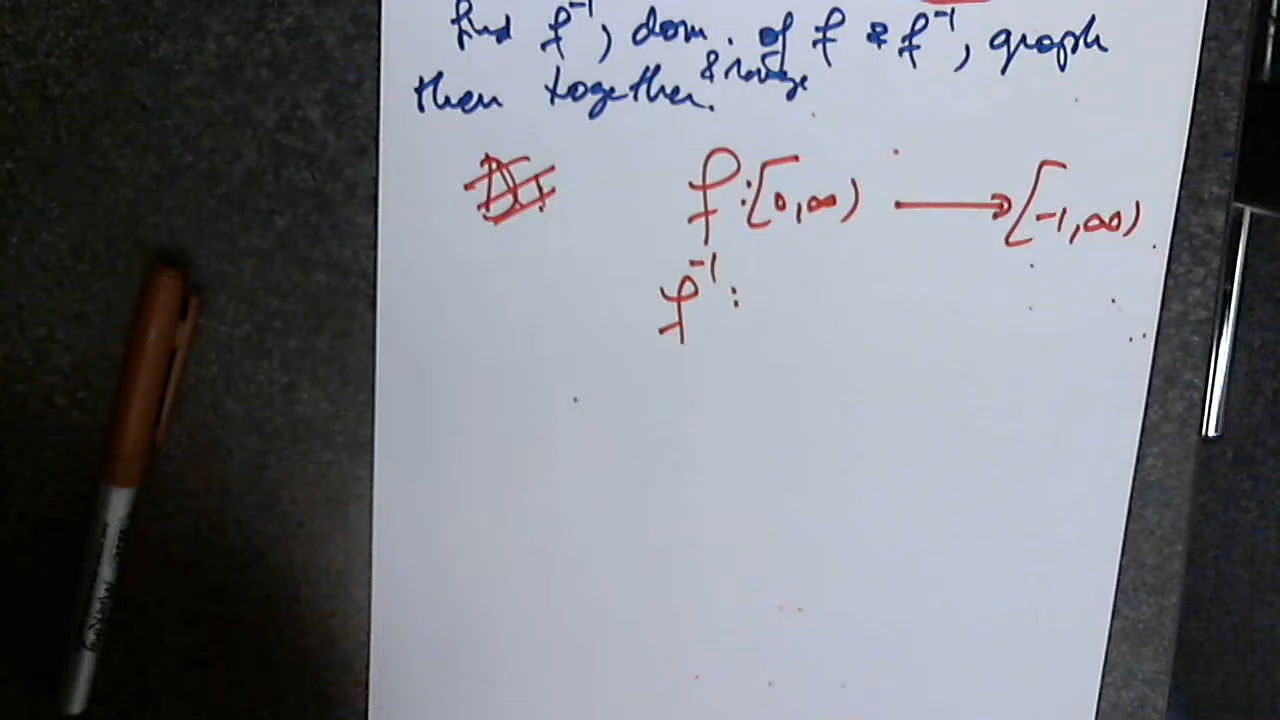 find f⁻¹, dom. of f & f⁻¹, graph
& range
then together.
f:[0,∞) → [-1,∞)
f⁻¹: